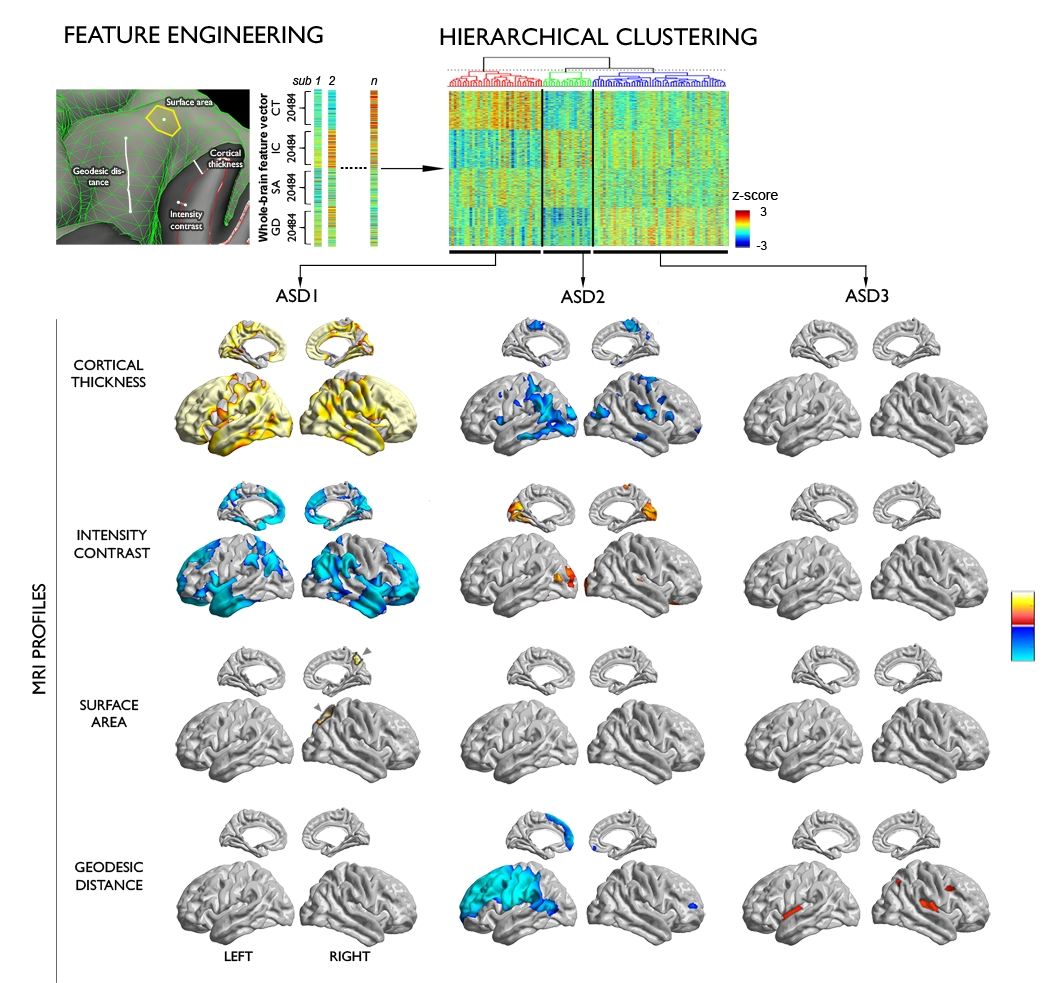 FEATURE ENGINEERING
HIERARCHICAL CLUSTERING
sub 1 2 n
Surface area
Geodesic dis-
tance
Cortical
thickness
Intensity
contrast
Whole-brain feature vector
CT
20484
IC
20484
SA
20484
GD
20484
z-score
3
-3
ASD1
ASD2
ASD3
MRI PROFILES
CORTICAL
THICKNESS
INTENSITY
CONTRAST
SURFACE
AREA
GEODESIC
DISTANCE
LEFT
RIGHT